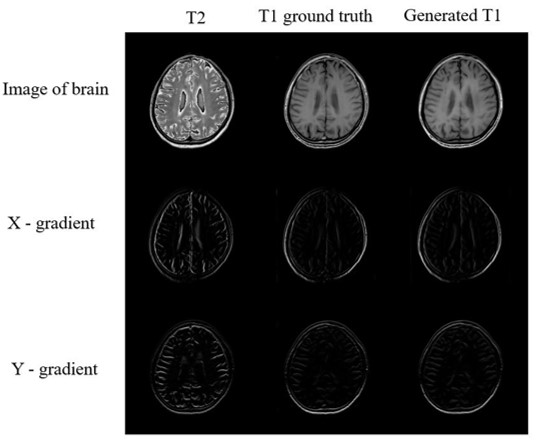 T2 T1 ground truth Generated T1
Image of brain
X - gradient
Y - gradient